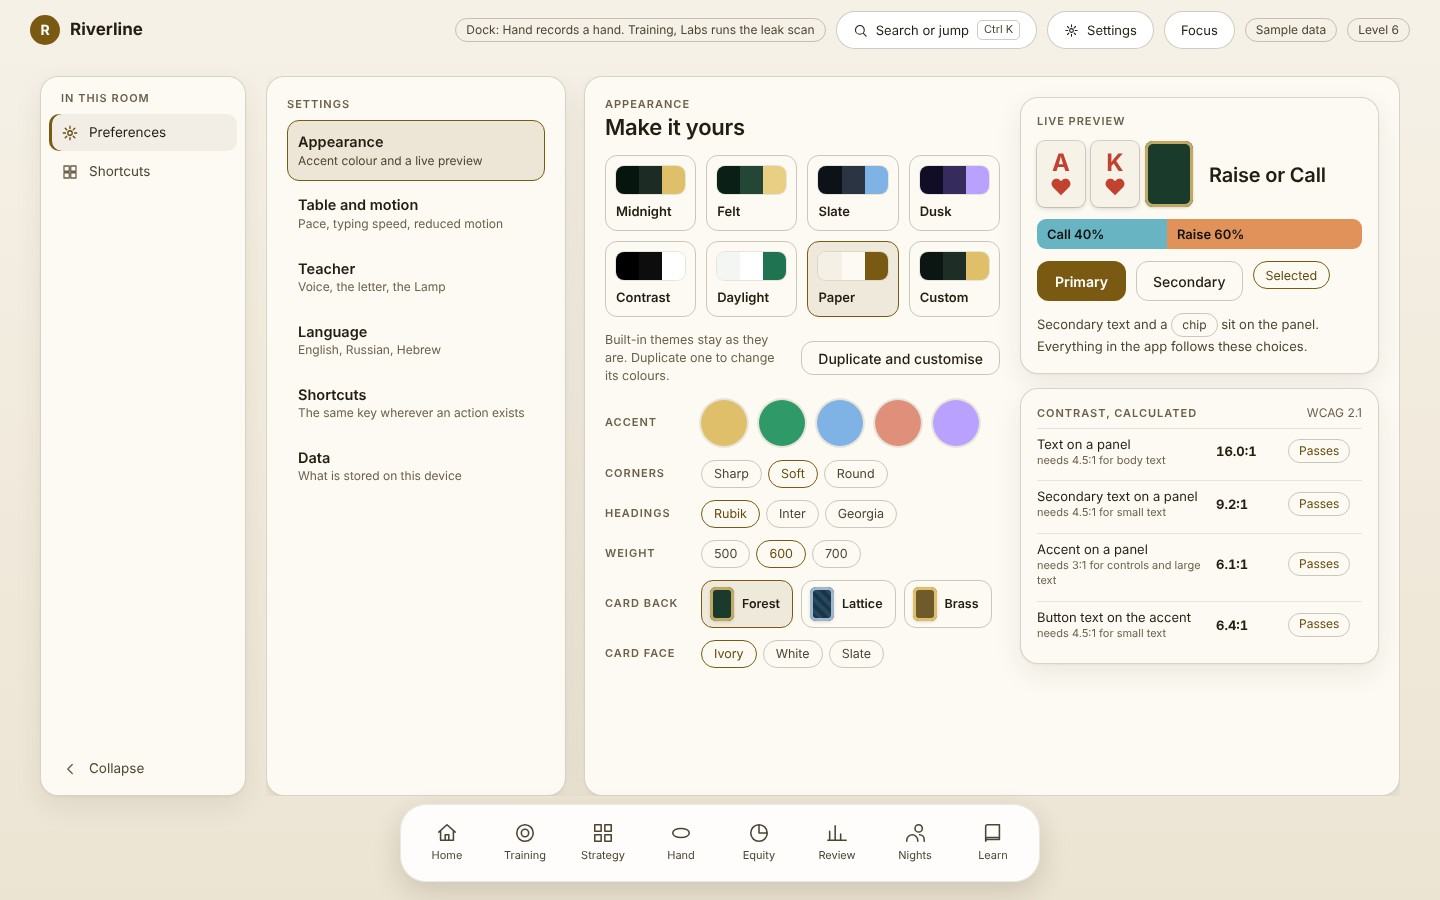 R Riverline
Dock: Hand records a hand. Training, Labs runs the leak scan
Search or jump Ctrl K
Settings
Focus
Sample data
Level 6
IN THIS ROOM
Preferences
Shortcuts
Collapse
SETTINGS
Appearance
Accent colour and a live preview
Table and motion
Pace, typing speed, reduced motion
Teacher
Voice, the letter, the Lamp
Language
English, Russian, Hebrew
Shortcuts
The same key wherever an action exists
Data
What is stored on this device
APPEARANCE
Make it yours
Midnight Felt Slate Dusk
Contrast Daylight Paper Custom
Built-in themes stay as they
are. Duplicate one to change
its colours.
Duplicate and customise
ACCENT
CORNERS Sharp Soft Round
HEADINGS Rubik Inter Georgia
WEIGHT 500 600 700
CARD BACK Forest Lattice Brass
CARD FACE Ivory White Slate
LIVE PREVIEW
A K Raise or Call
Call 40% Raise 60%
Primary Secondary Selected
Secondary text and a chip sit on the panel.
Everything in the app follows these choices.
CONTRAST, CALCULATED WCAG 2.1
Text on a panel
needs 4.5:1 for body text
16.0:1 Passes
Secondary text on a panel
needs 4.5:1 for small text
9.2:1 Passes
Accent on a panel
needs 3:1 for controls and large
text
6.1:1 Passes
Button text on the accent
needs 4.5:1 for small text
6.4:1 Passes
Home Training Strategy Hand Equity Review Nights Learn